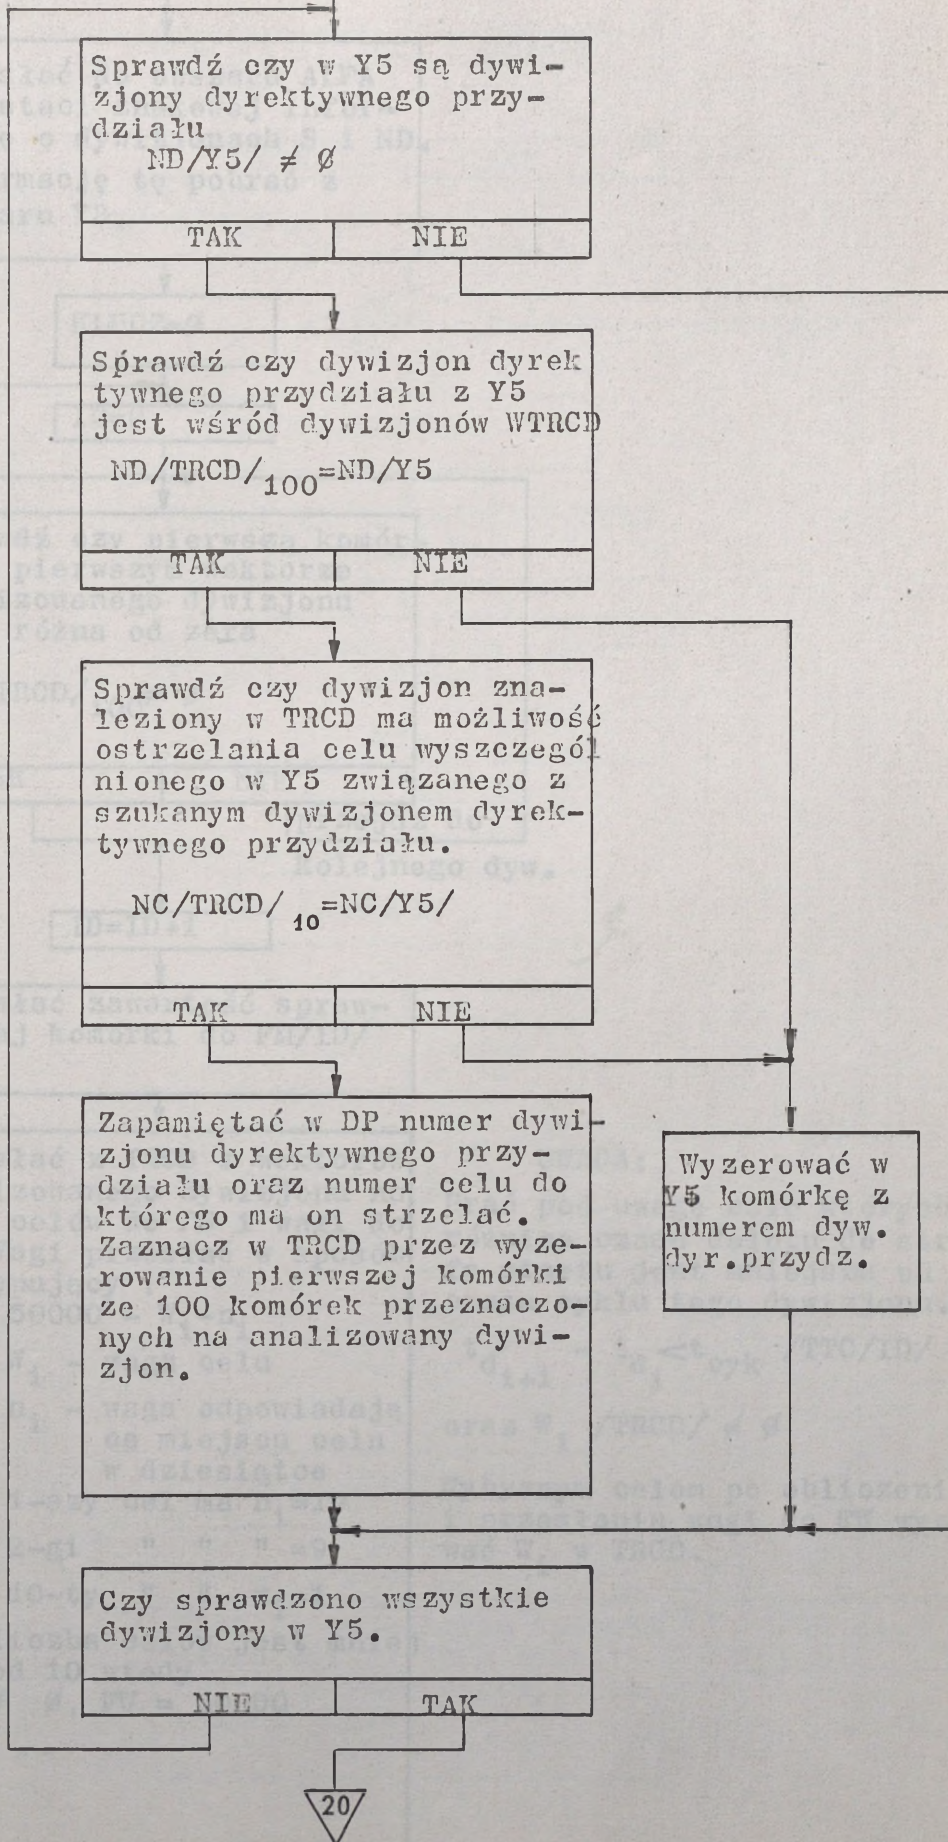 Sprawdź czy w Y5 są dywi-
zjony dyrektywnego przy-
działu
ND/Y5/ ≠ Ø
TAK NIE
Sprawdź czy dywizjon dyrek
tywnego przydziału z Y5
jest wśród dywizjonów WTRCD
ND/TRCD/100=ND/Y5
TAK NIE
Sprawdź czy dywizjon zna-
leziony w TRCD ma możliwość
ostrzelania celu wyszczegól
nionego w Y5 związanego z
szukanym dywizjonem dyrek-
tywnego przydziału.
NC/TRCD/ 10=NC/Y5/
TAK NIE
Zapamiętać w DP numer dywi-
zjonu dyrektywnego przy-
działu oraz numer celu do
którego ma on strzelać.
Zaznacz w TRCD przez wyze-
rowanie pierwszej komórki
ze 100 komórek przeznaczo-
nych na analizowany dywi-
zjon.
Wyzerować w
Y5 komórkę z
numerem dyw.
dyr.przydz.
Czy sprawdzono wszystkie
dywizjony w Y5.
NIE TAK
20